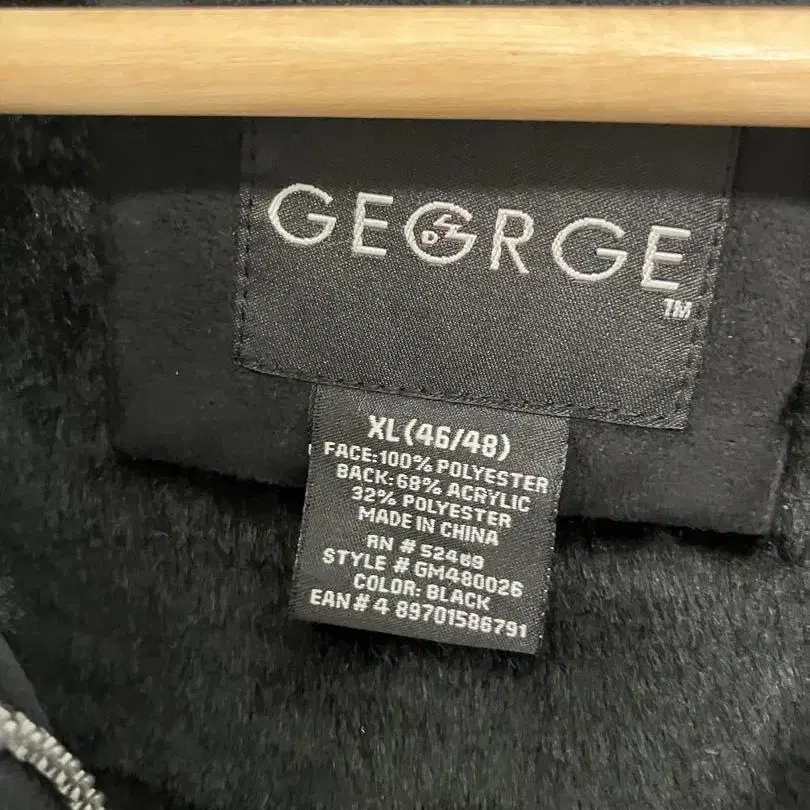 GEORGE
TM
XL (46/48)
FACE: 100% POLYESTER
BACK: 68% ACRYLIC
32% POLYESTER
MADE IN CHINA
RN # 52469
STYLE # GM480026
COLOR: BLACK
EAN # 4 89701586791